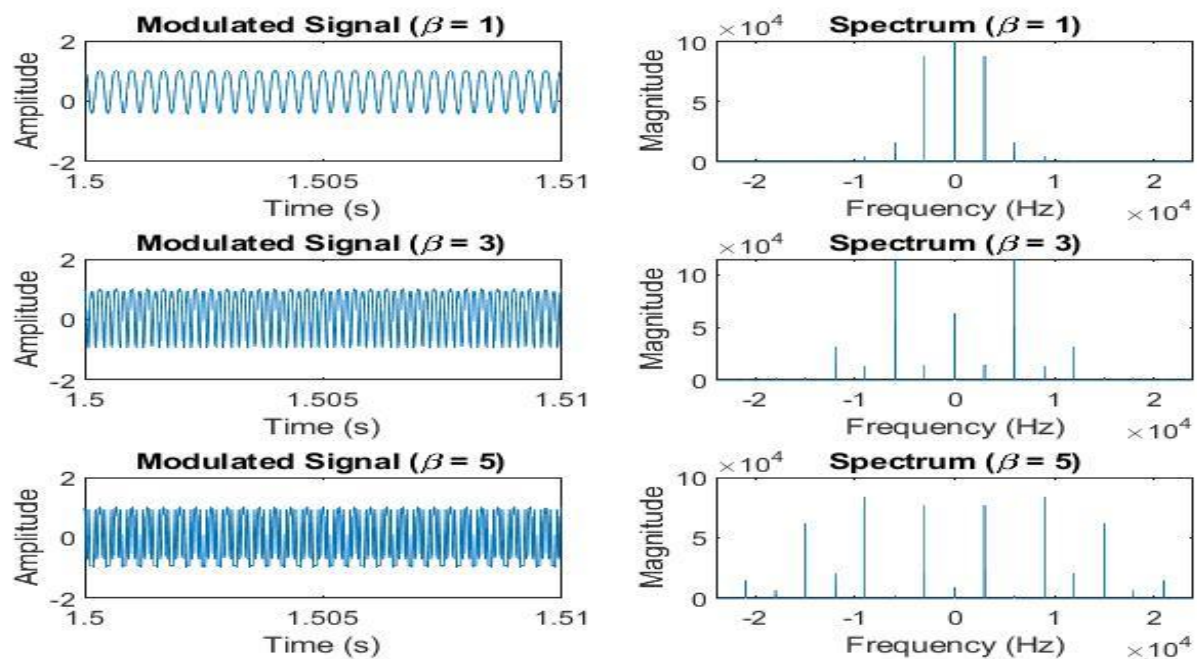 Modulated Signal (β = 1)
Amplitude
2
0
-2
1.5 1.505 1.51
Time (s)
×10⁴ Spectrum (β = 1)
Magnitude
10
5
0
-2 -1 0 1 2
Frequency (Hz) ×10⁴
Modulated Signal (β = 3)
Amplitude
2
0
-2
1.5 1.505 1.51
Time (s)
×10⁴ Spectrum (β = 3)
Magnitude
10
5
0
-2 -1 0 1 2
Frequency (Hz) ×10⁴
Modulated Signal (β = 5)
Amplitude
2
0
-2
1.5 1.505 1.51
Time (s)
×10⁴ Spectrum (β = 5)
Magnitude
10
5
0
-2 -1 0 1 2
Frequency (Hz) ×10⁴